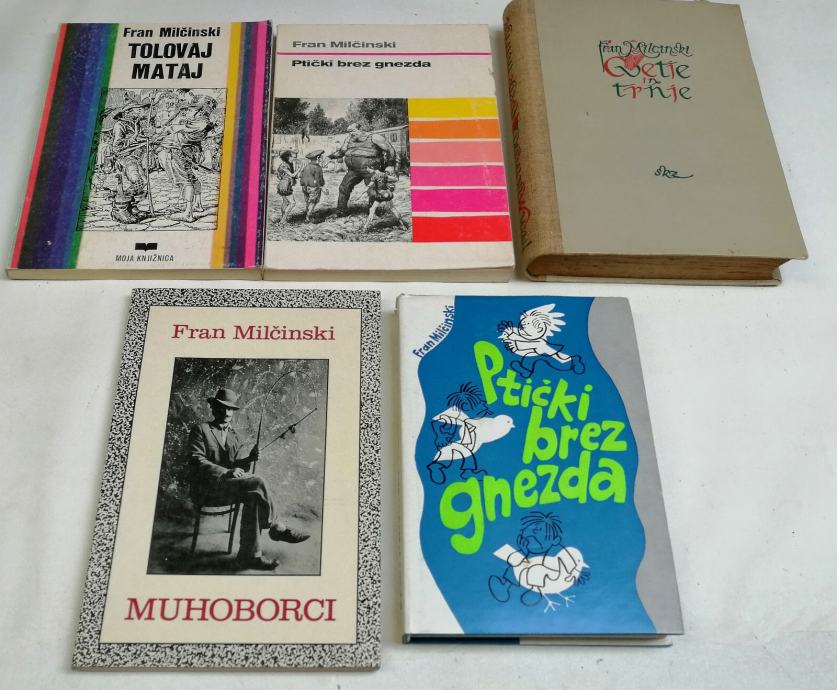 Fran Milčinski
TOLOVAJ
MATAJ
MOJA KNJIŽNICA
Fran Milčinski
Ptički brez gnezda
Fran Milčinski
Cvetje
in
trnje
Fran Milčinski
MUHOBORCI
Fran Milčinski
Ptički
brez
gnezda